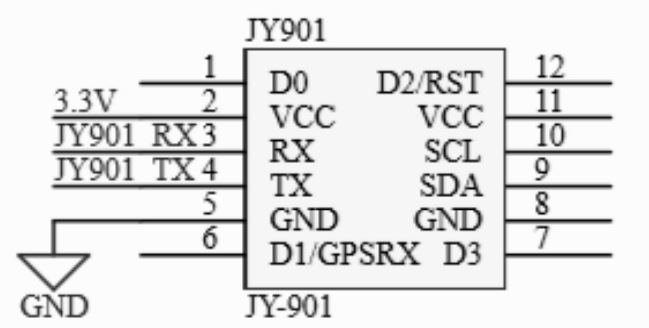 JY901
1 D0 D2/RST 12
3.3V 2 VCC VCC 11
JY901 RX 3 RX SCL 10
JY901 TX 4 TX SDA 9
5 GND GND 8
6 D1/GPSRX D3 7
GND JY-901